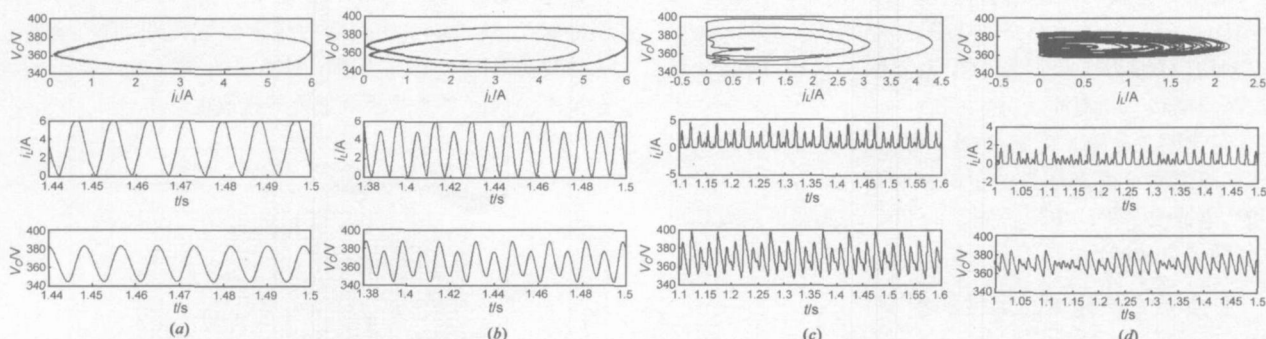 V_C/V
400
380
360
340
0 1 2 3 4 5 6
i_L/A
i_L/A
6
4
2
0
1.44 1.45 1.46 1.47 1.48 1.49 1.5
t/s
V_C/V
400
380
360
340
1.44 1.45 1.46 1.47 1.48 1.49 1.5
t/s
(a)
V_C/V
400
380
360
340
0 1 2 3 4 5 6
i_L/A
i_L/A
6
4
2
0
1.38 1.4 1.42 1.44 1.46 1.48 1.5
t/s
V_C/V
400
380
360
340
1.38 1.4 1.42 1.44 1.46 1.48 1.5
t/s
(b)
V_C/V
400
380
360
340
-0.5 0 0.5 1 1.5 2 2.5 3 3.5 4 4.5
i_L/A
i_L/A
5
0
-5
1.1 1.15 1.2 1.25 1.3 1.35 1.4 1.45 1.5 1.55 1.6
t/s
V_C/V
400
380
360
340
1.1 1.15 1.2 1.25 1.3 1.35 1.4 1.45 1.5 1.55 1.6
t/s
(c)
V_C/V
400
380
360
340
-0.5 0 0.5 1 1.5 2 2.5
i_L/A
i_L/A
4
2
0
-2
1 1.05 1.1 1.15 1.2 1.25 1.3 1.35 1.4 1.45 1.5
t/s
V_C/V
400
380
360
340
1 1.05 1.1 1.15 1.2 1.25 1.3 1.35 1.4 1.45 1.5
t/s
(d)